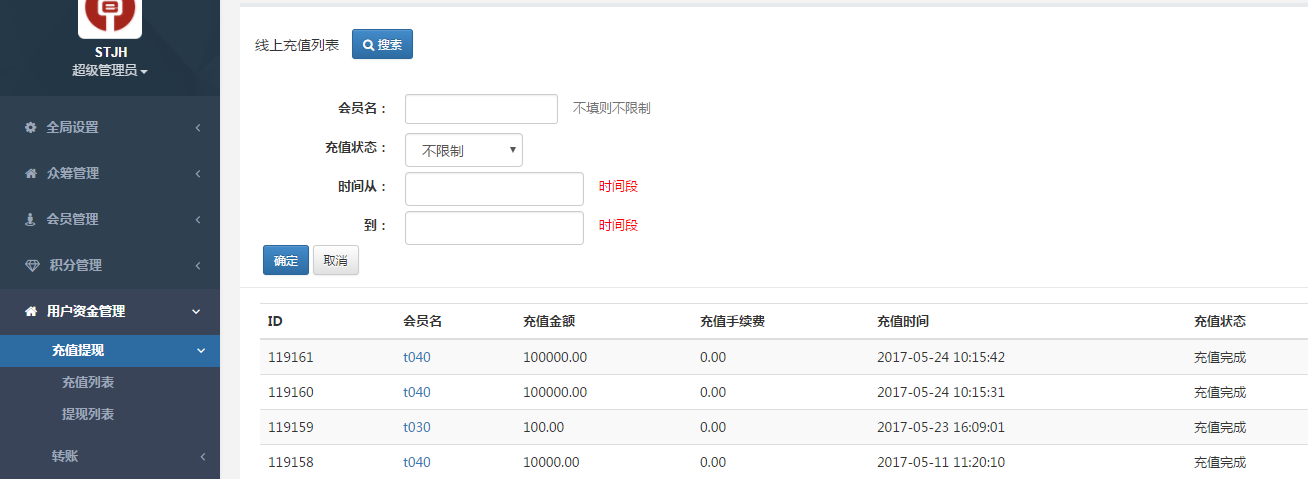 STJH
超级管理员
全局设置
众筹管理
会员管理
积分管理
用户资金管理
充值提现
充值列表
提现列表
转账
线上充值列表 搜索
会员名： 不填则不限制
充值状态： 不限制
时间从： 时间段
到： 时间段
确定 取消
ID 会员名 充值金额 充值手续费 充值时间 充值状态
119161 t040 100000.00 0.00 2017-05-24 10:15:42 充值完成
119160 t040 100000.00 0.00 2017-05-24 10:15:31 充值完成
119159 t030 100.00 0.00 2017-05-23 16:09:01 充值完成
119158 t040 10000.00 0.00 2017-05-11 11:20:10 充值完成